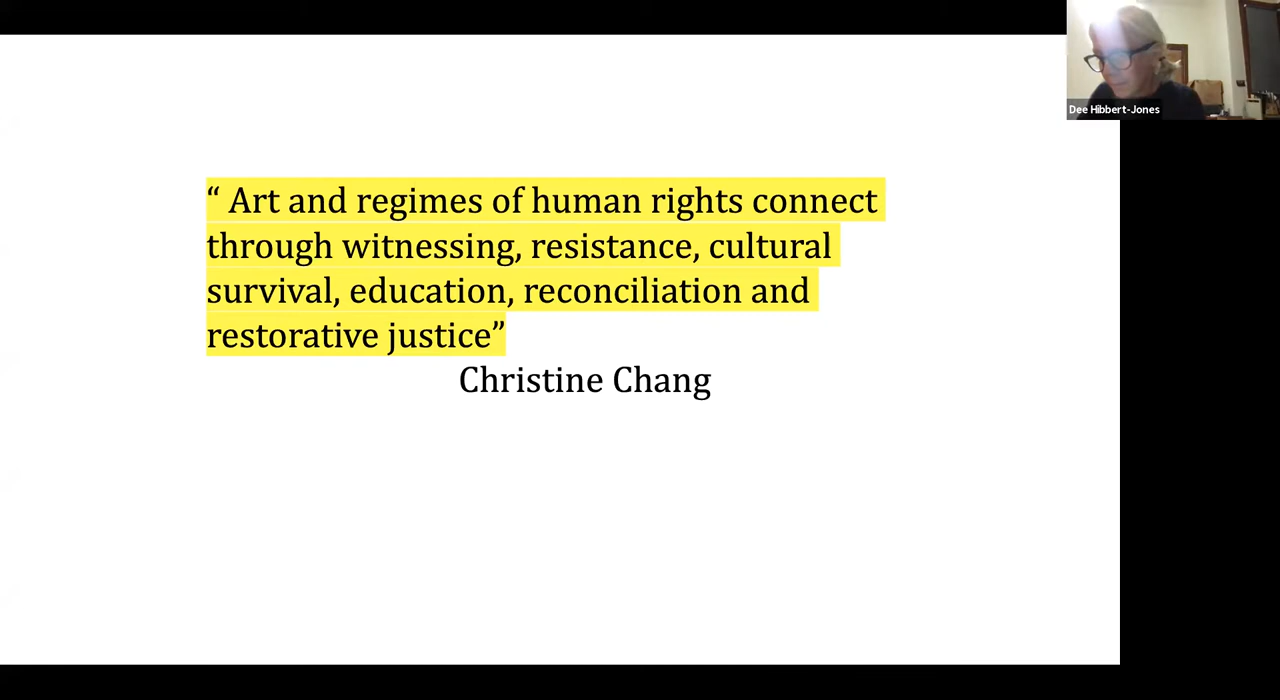 “ Art and regimes of human rights connect
through witnessing, resistance, cultural
survival, education, reconciliation and
restorative justice”
Christine Chang
Dee Hibbert-Jones